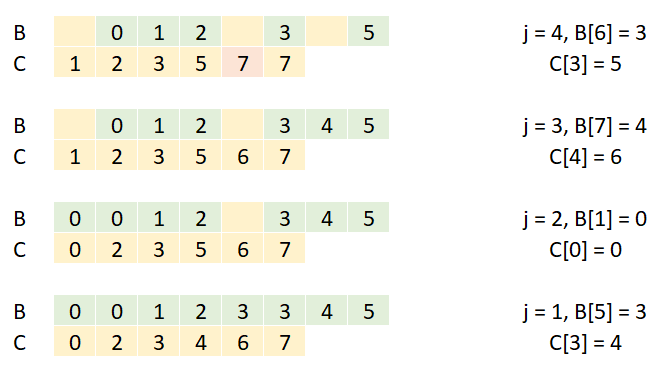 B 0 1 2 3 5 j = 4, B[6] = 3
C 1 2 3 5 7 7 C[3] = 5
B 0 1 2 3 4 5 j = 3, B[7] = 4
C 1 2 3 5 6 7 C[4] = 6
B 0 0 1 2 3 4 5 j = 2, B[1] = 0
C 0 2 3 5 6 7 C[0] = 0
B 0 0 1 2 3 3 4 5 j = 1, B[5] = 3
C 0 2 3 4 6 7 C[3] = 4